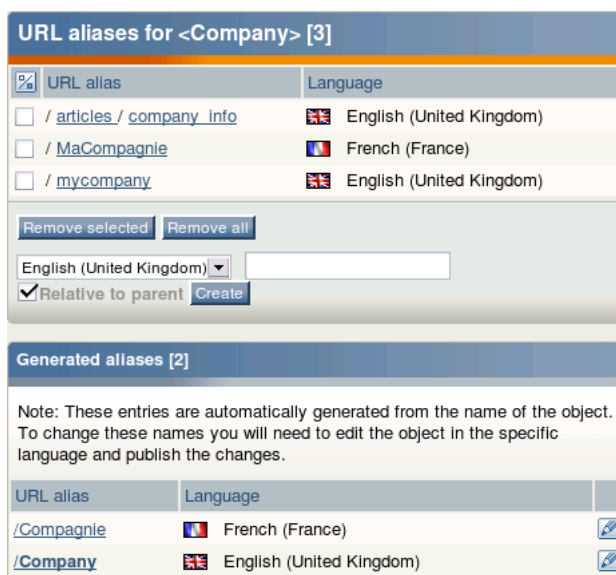 URL aliases for <Company> [3]
URL alias Language
/ articles / company_info English (United Kingdom)
/ MaCompagnie French (France)
/ mycompany English (United Kingdom)
Remove selected Remove all
English (United Kingdom)
Relative to parent Create
Generated aliases [2]
Note: These entries are automatically generated from the name of the object.
To change these names you will need to edit the object in the specific
language and publish the changes.
URL alias Language
/Compagnie French (France)
/Company English (United Kingdom)